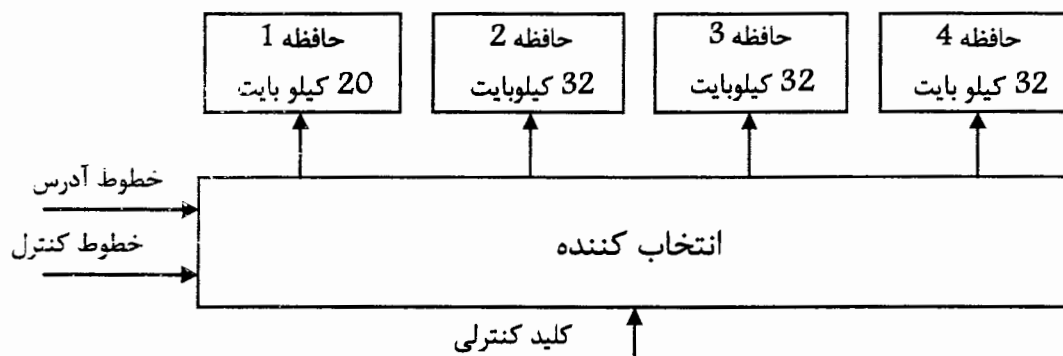 حافظه 1
20 کیلو بایت
حافظه 2
32 کیلوبایت
حافظه 3
32 کیلوبایت
حافظه 4
32 کیلو بایت
خطوط آدرس
خطوط کنترل
انتخاب کننده
کلید کنترلی